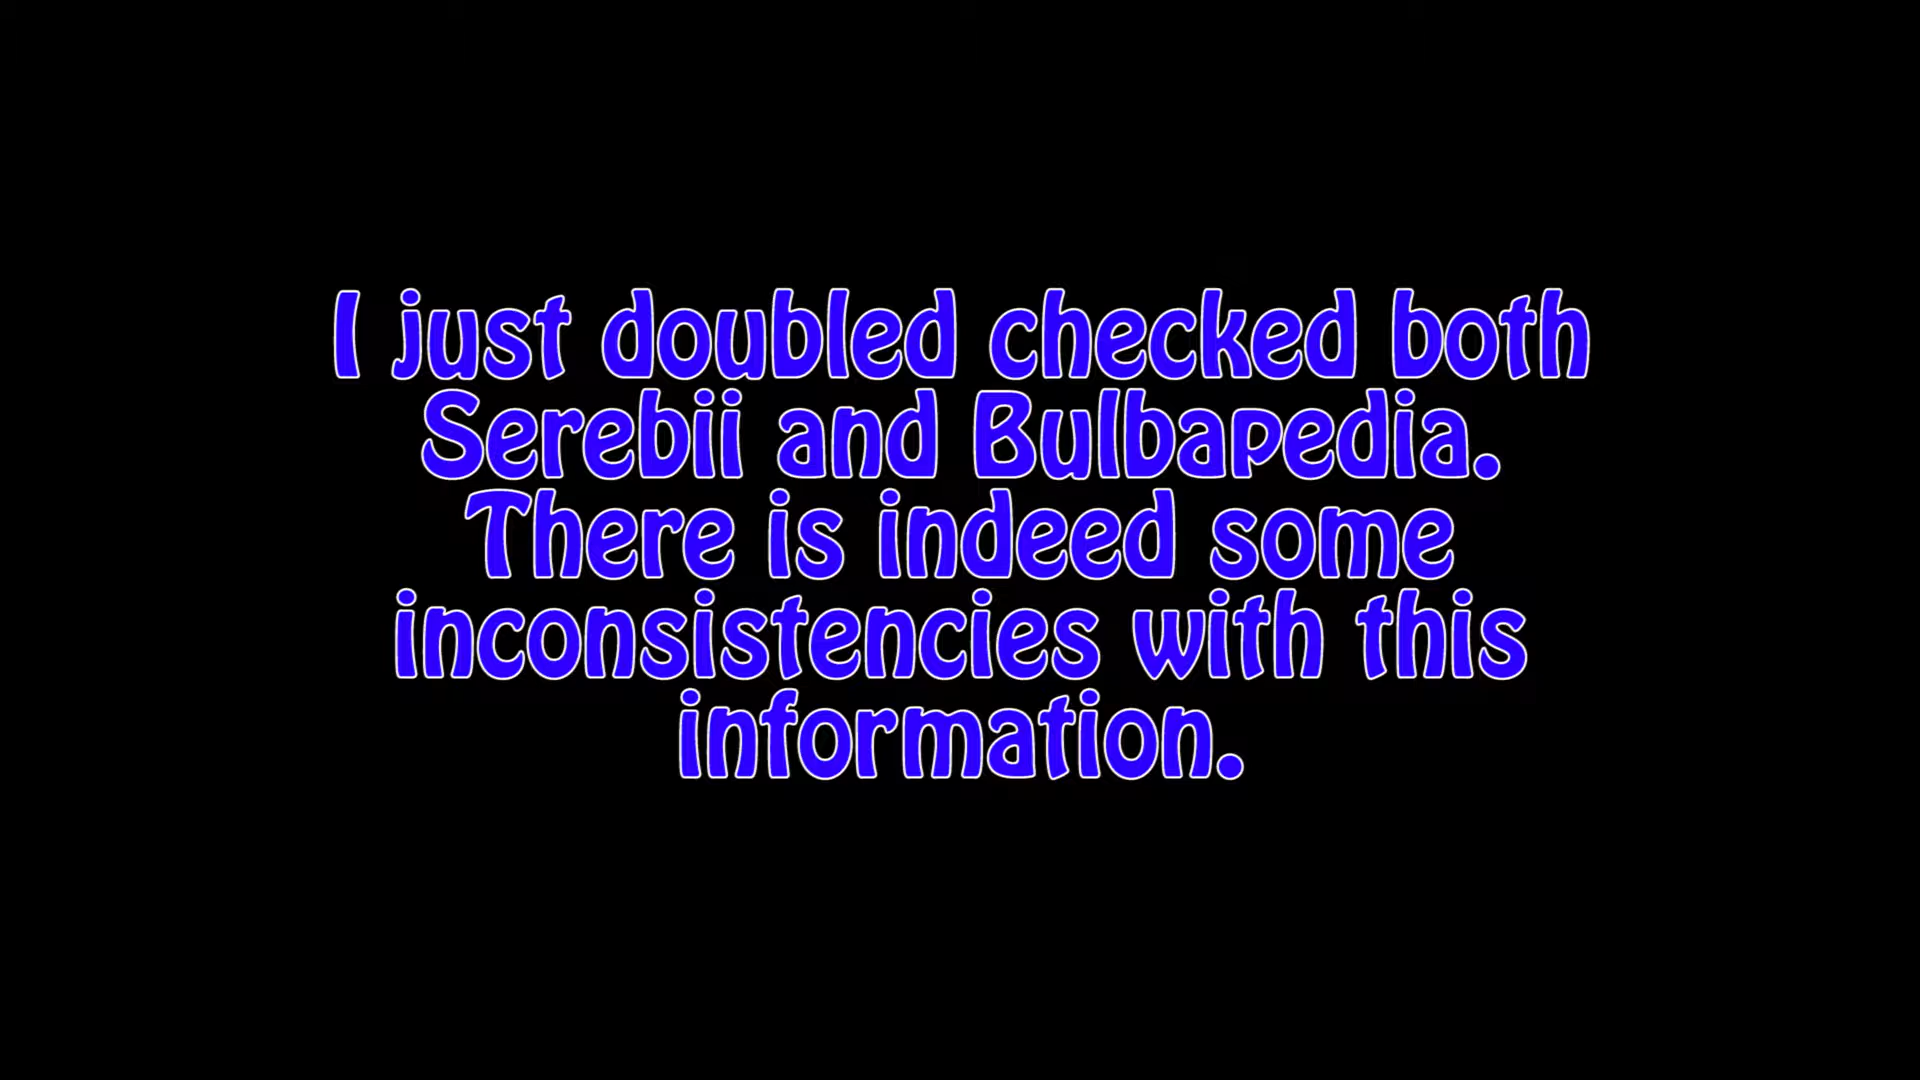 I just doubled checked both
Serebii and Bulbapedia.
There is indeed some
inconsistencies with this
information.